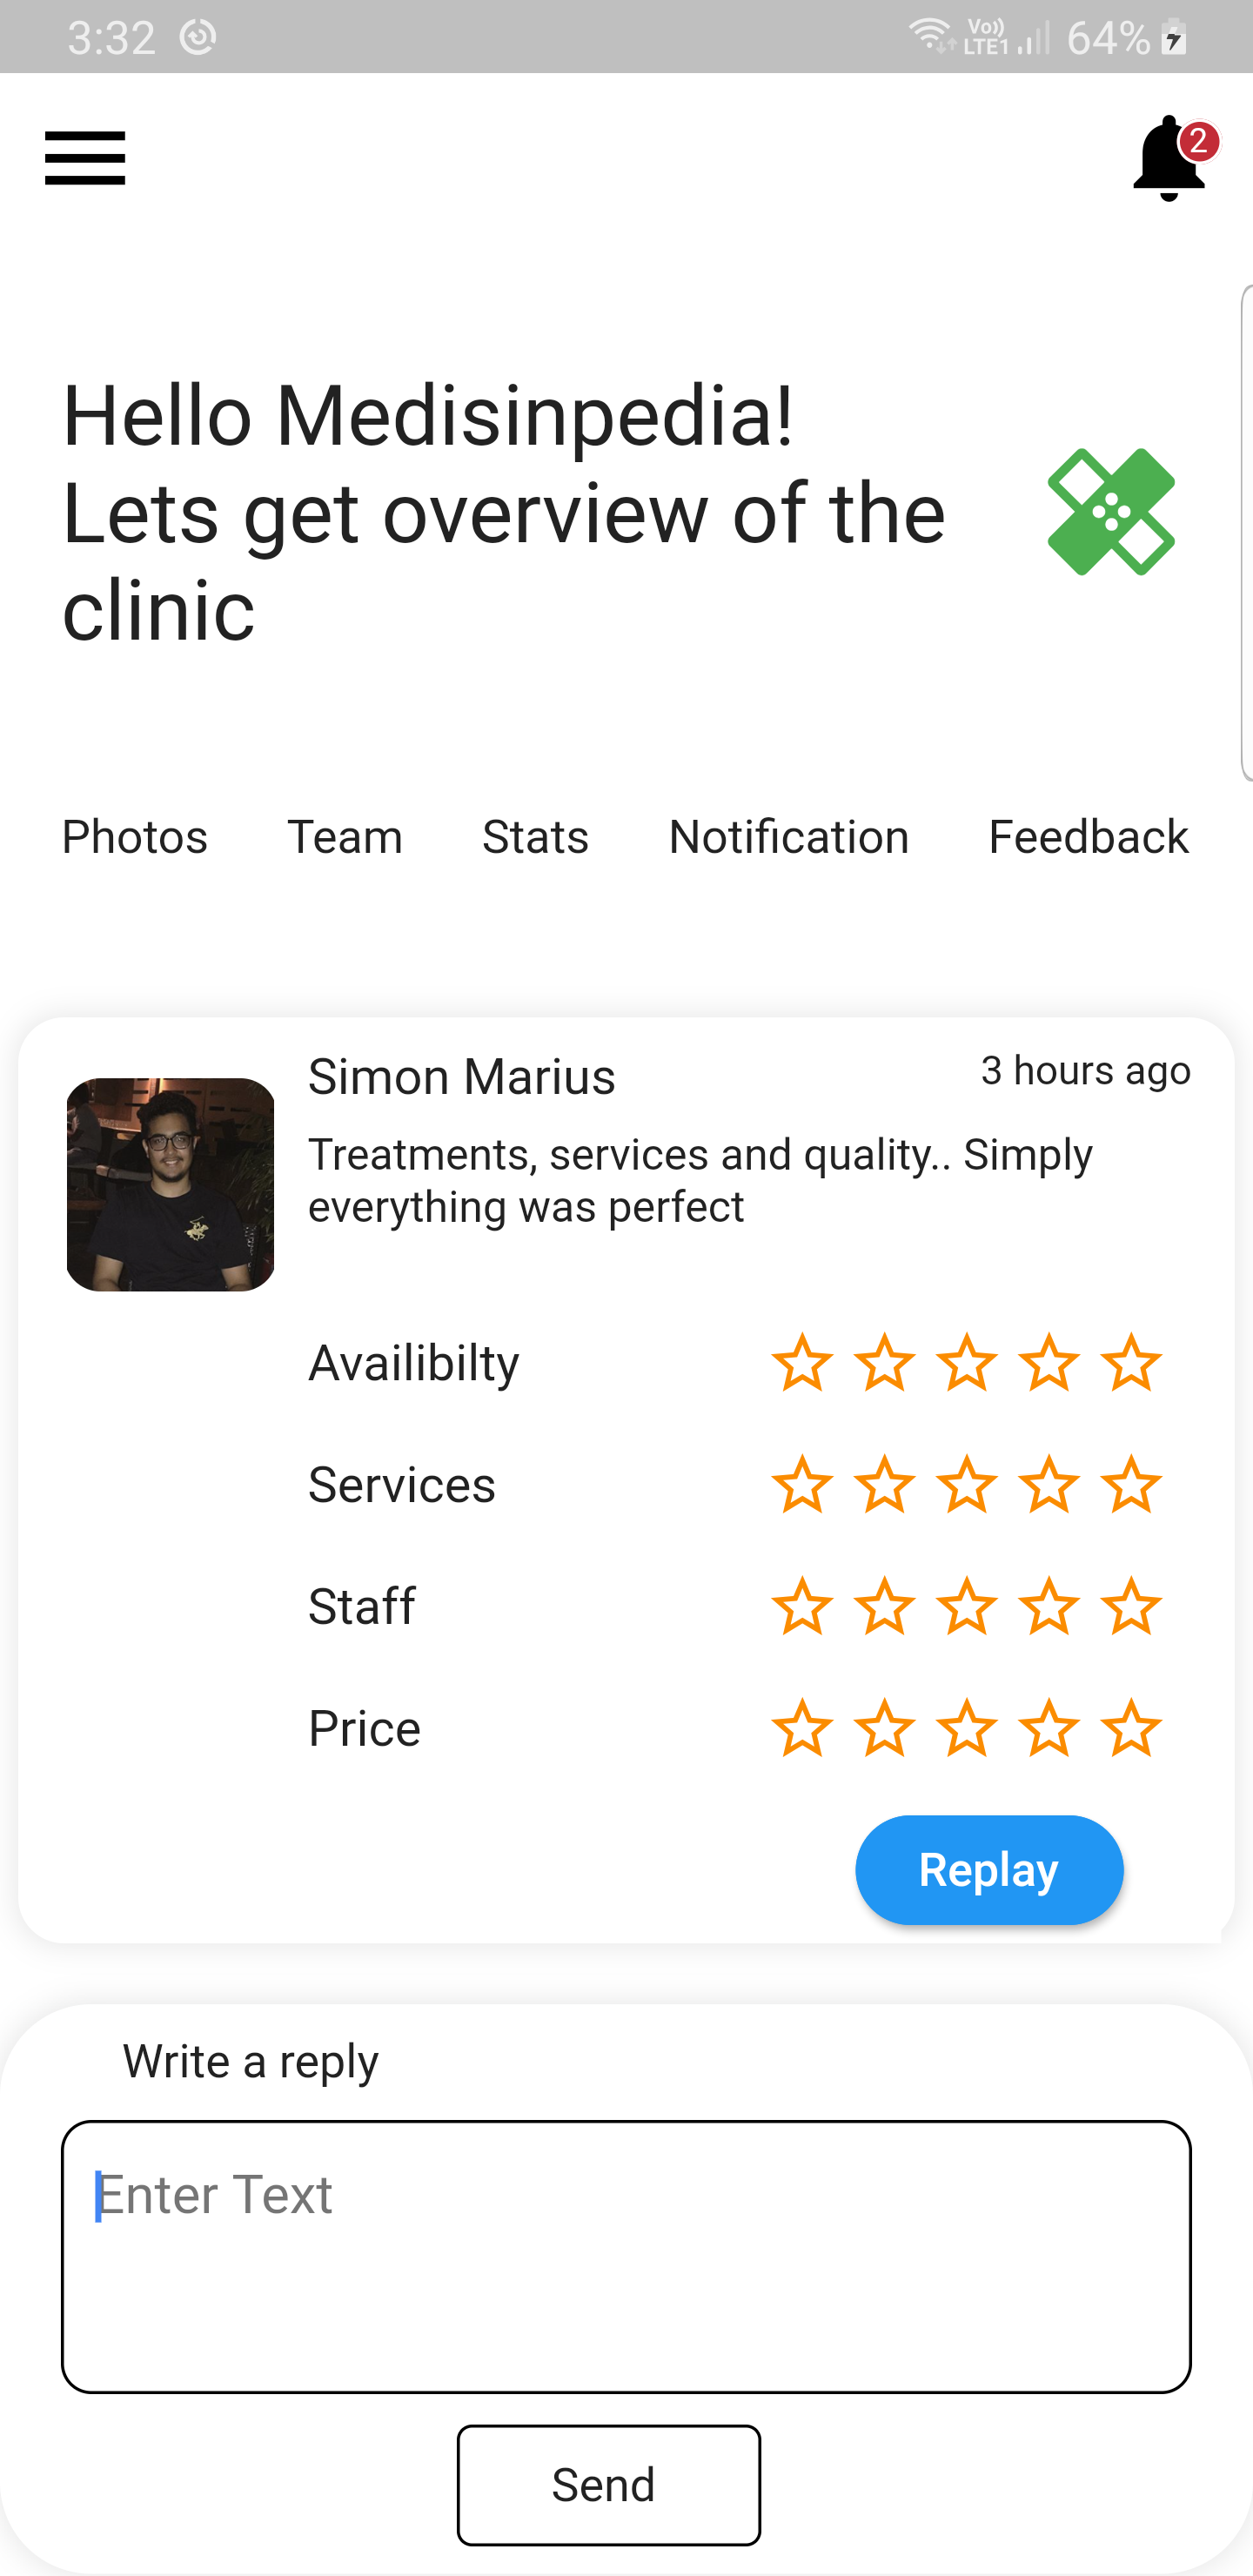 3:32
Vo)) LTE1 64%
2
Hello Medisinpedia!
Lets get overview of the
clinic
Photos Team Stats Notification Feedback
Simon Marius 3 hours ago
Treatments, services and quality.. Simply
everything was perfect
Availibilty
Services
Staff
Price
Replay
Write a reply
Enter Text
Send